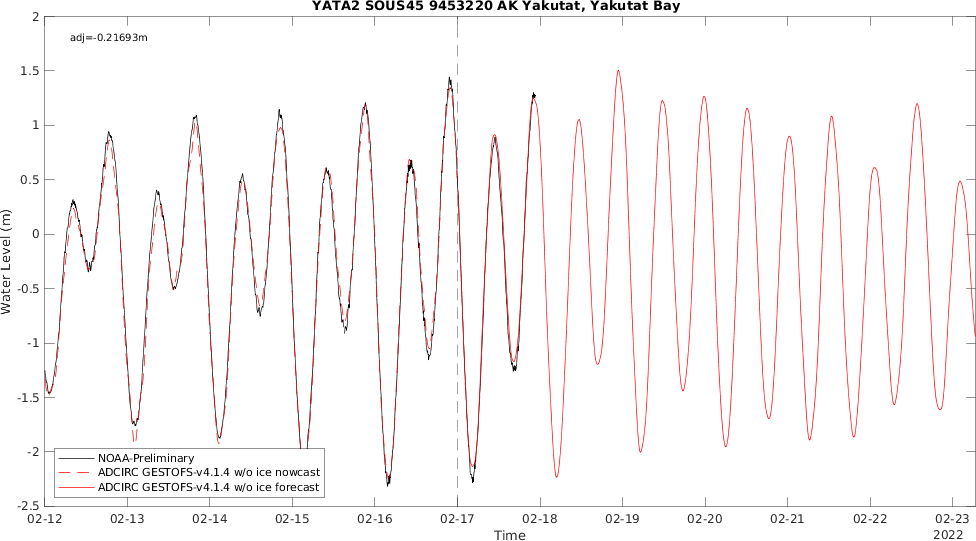 YATA2 SOUS45 9453220 AK Yakutat, Yakutat Bay
adj=-0.21693m
2
1.5
1
0.5
0
-0.5
-1
-1.5
-2
-2.5
Water Level (m)
NOAA-Preliminary
ADCIRC GESTOFS-v4.1.4 w/o ice nowcast
ADCIRC GESTOFS-v4.1.4 w/o ice forecast
02-12 02-13 02-14 02-15 02-16 02-17 02-18 02-19 02-20 02-21 02-22 02-23
Time
2022